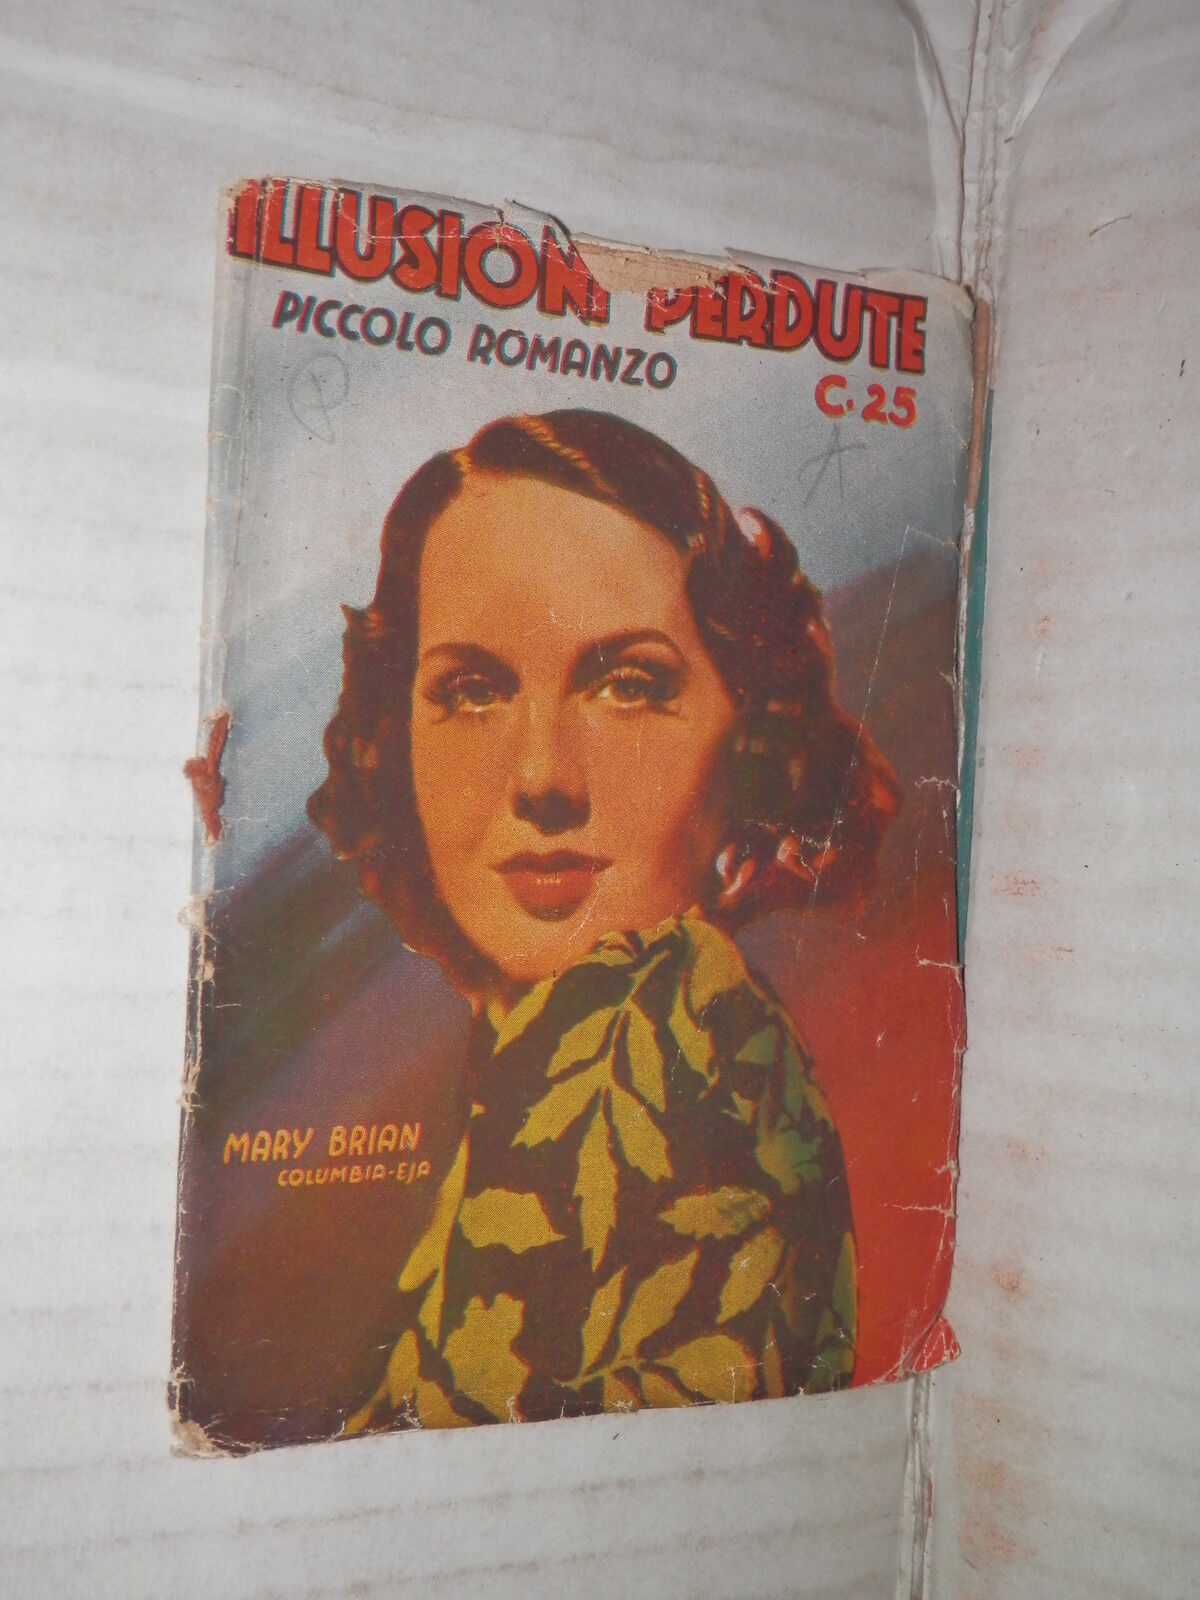 ILLUSIONI PERDUTE
PICCOLO ROMANZO
C. 25
MARY BRIAN
COLUMBIA-EJA